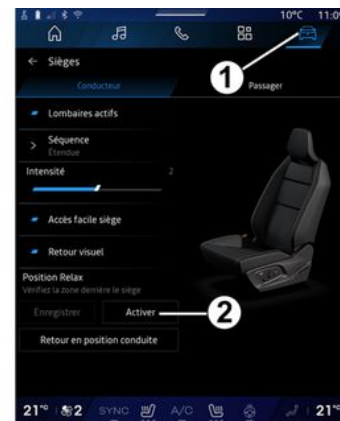 10°C 11:09
← Sièges
1
Conducteur
Passager
Lombaires actifs
Séquence
Étendue
Intensité
2
Accès facile siège
Retour visuel
Position Relax
Vérifiez la zone derrière le siège
Enregistrer
Activer
2
Retour en position conduite
21°C
2
SYNC
A/C
21°C